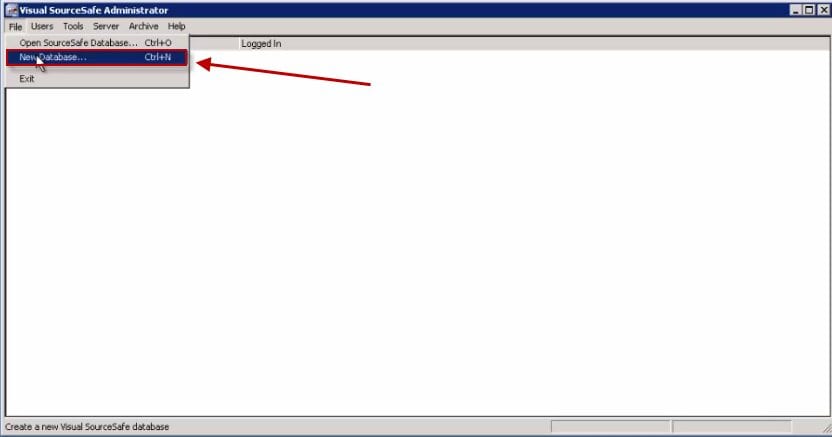 Visual SourceSafe Administrator
File Users Tools Server Archive Help
Open SourceSafe Database... Ctrl+O
Logged In
New Database... Ctrl+N
Exit
Create a new Visual SourceSafe database